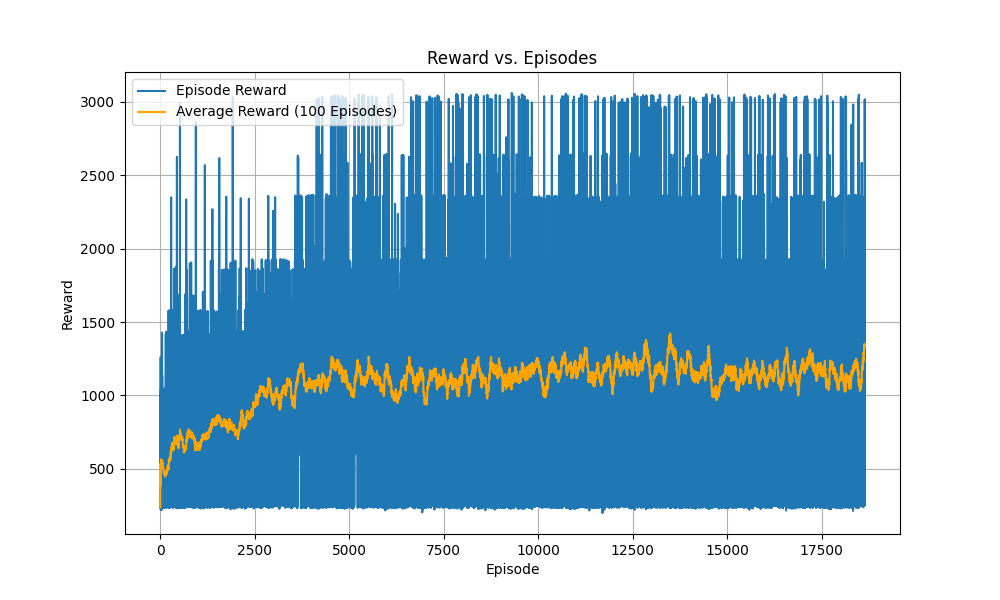 Reward vs. Episodes
Episode Reward
Average Reward (100 Episodes)
Reward
3000
2500
2000
1500
1000
500
0 2500 5000 7500 10000 12500 15000 17500
Episode